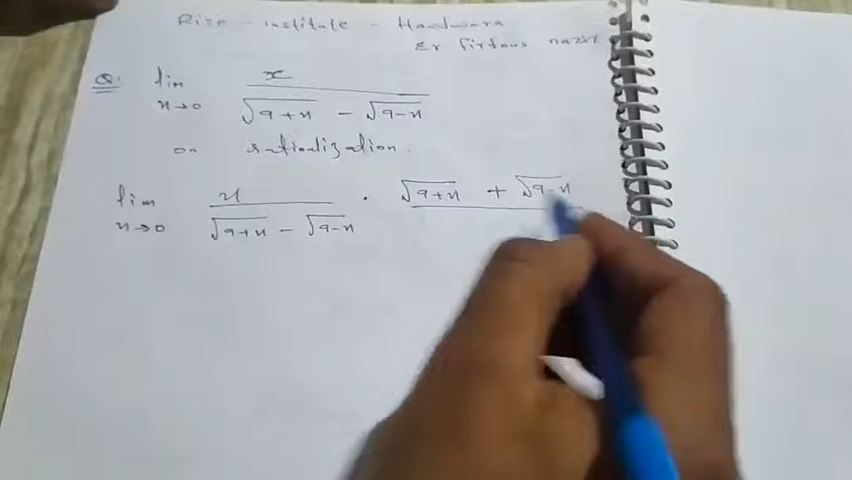 Rise institute - Handwara
Er Firdous nazir
Q: lim x→0 x / (√9+x - √9-x)
on rationalization.
lim x→0 x / (√9+x - √9-x) . √9+x + √9-x